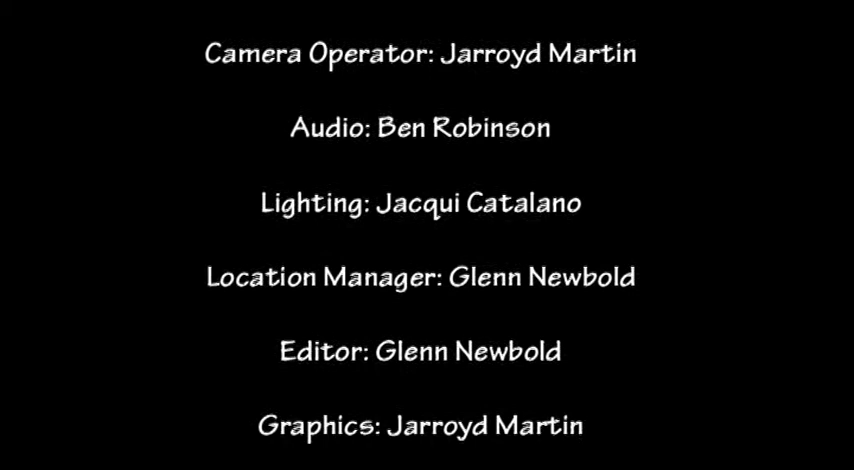 Camera Operator: Jarroyd Martin
Audio: Ben Robinson
Lighting: Jacqui Catalano
Location Manager: Glenn Newbold
Editor: Glenn Newbold
Graphics: Jarroyd Martin